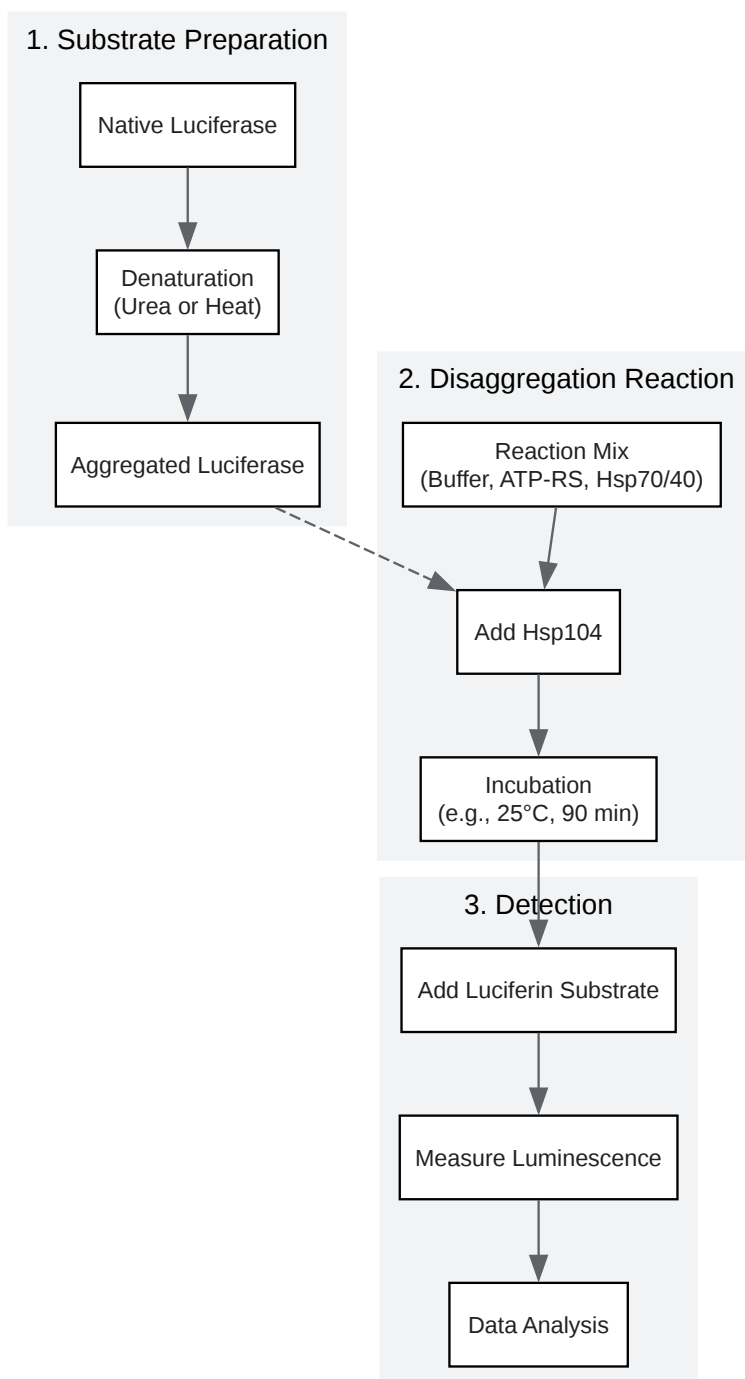 1. Substrate Preparation
Native Luciferase
Denaturation
(Urea or Heat)
Aggregated Luciferase
2. Disaggregation Reaction
Reaction Mix
(Buffer, ATP-RS, Hsp70/40)
Add Hsp104
Incubation
(e.g., 25°C, 90 min)
3. Detection
Add Luciferin Substrate
Measure Luminescence
Data Analysis